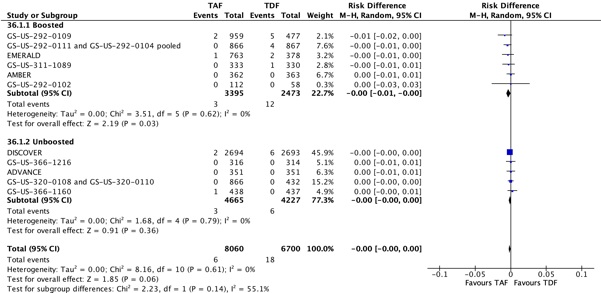 TAF TDF Risk Difference Risk Difference
Study or Subgroup Events Total Events Total Weight M-H, Random, 95% CI M-H, Random, 95% CI
36.1.1 Boosted
GS-US-292-0109 2 959 5 477 2.1% -0.01 [-0.02, 0.00]
GS-US-292-0111 and GS-US-292-0104 pooled 0 866 4 867 11.1% -0.00 [-0.01, 0.00]
EMERALD 1 763 2 378 3.0% -0.00 [-0.01, 0.00]
GS-US-311-1089 0 333 1 330 2.6% -0.00 [-0.01, 0.01]
AMBER 0 362 0 363 0.0% 0.00 [-0.01, 0.01]
GS-US-292-0102 0 112 0 58 0.00 [-0.03, 0.03]
Subtotal (95% CI) 3395 2473 22.7% -0.00 [-0.01, -0.00]
Total events 3 12
Heterogeneity: Tau² = 0.00; Chi² = 3.51, df = 5 (P = 0.62); I² = 0%
Test for overall effect: Z = 2.19 (P = 0.03)
36.1.2 Unboosted
DISCOVER 2 2694 6 2693 45.9% -0.00 [-0.00, 0.00]
GS-US-366-1216 0 316 0 314 5.1% 0.00 [-0.01, 0.01]
ADVANCE 0 351 0 351 0.00 [-0.01, 0.01]
GS-US-320-0108 and GS-US-320-0110 0 866 0 432 15.2% 0.00 [-0.00, 0.00]
GS-US-366-1160 1 438 0 437 4.9% 0.00 [-0.00, 0.01]
Subtotal (95% CI) 4665 4227 77.3% -0.00 [-0.00, 0.00]
Total events 3 6
Heterogeneity: Tau² = 0.00; Chi² = 1.68, df = 4 (P = 0.79); I² = 0%
Test for overall effect: Z = 0.91 (P = 0.36)
Total (95% CI) 8060 6700 100.0% -0.00 [-0.00, 0.00]
Total events 6 18
Heterogeneity: Tau² = 0.00; Chi² = 8.16, df = 10 (P = 0.61); I² = 0%
Test for overall effect: Z = 1.85 (P = 0.06)
Test for subgroup differences: Chi² = 2.23, df = 1 (P = 0.14), I² = 55.1%
-0.1 -0.05 0 0.05 0.1
Favours TAF Favours TDF